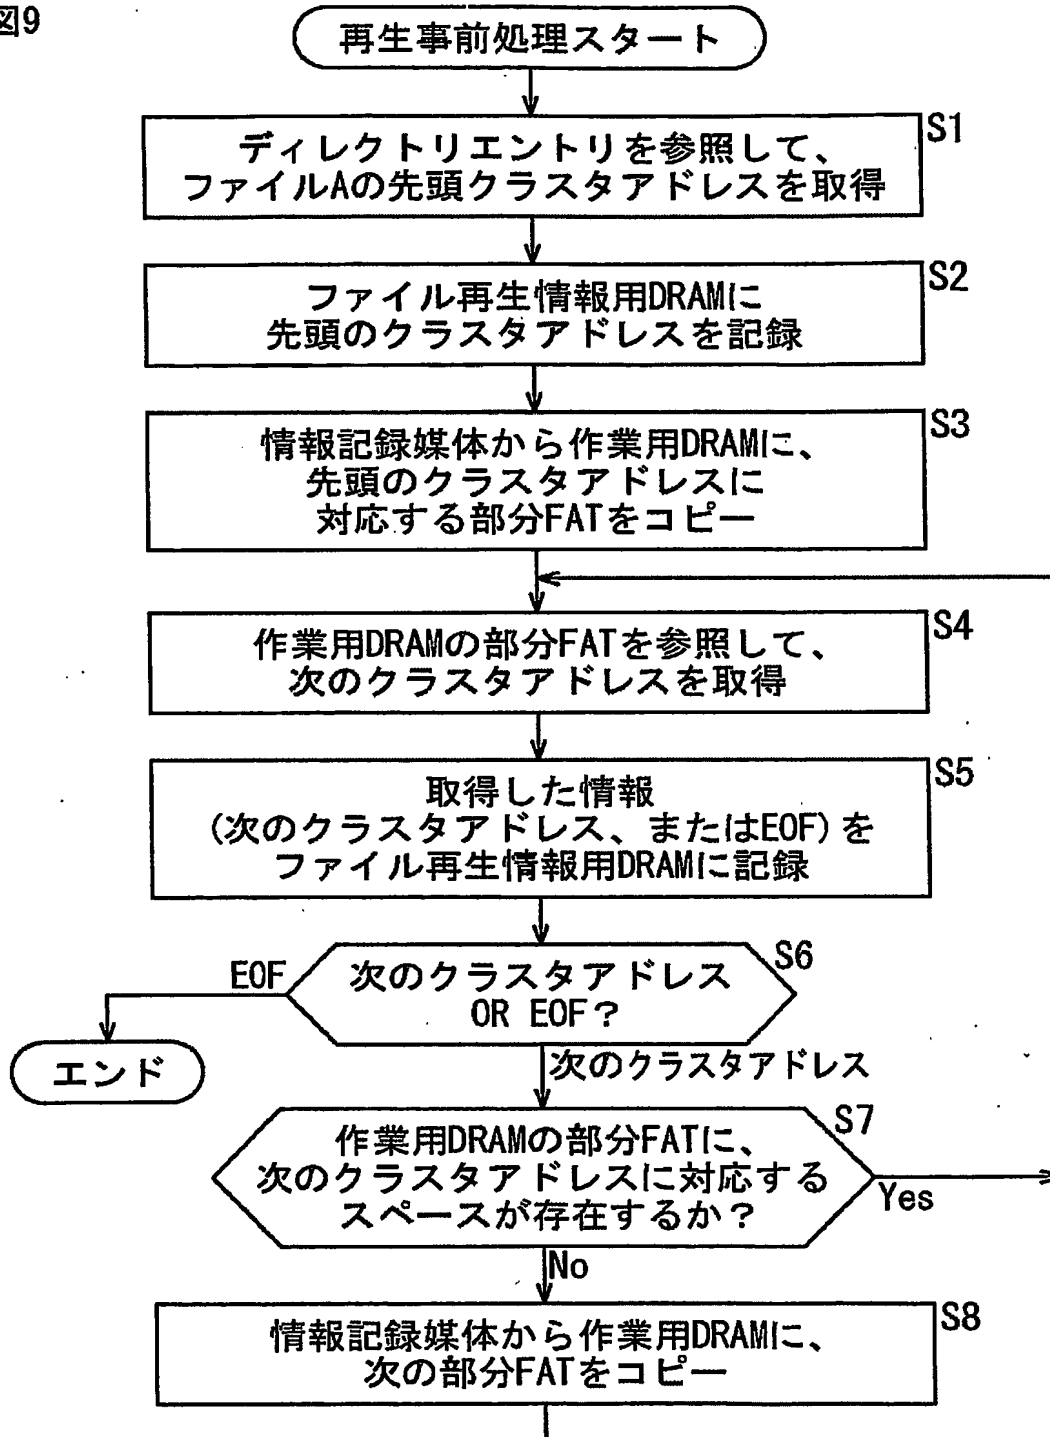 図9
再生事前処理スタート
S1
ディレクトリエントリを参照して、
ファイルAの先頭クラスタアドレスを取得
S2
ファイル再生情報用DRAMに
先頭のクラスタアドレスを記録
S3
情報記録媒体から作業用DRAMに、
先頭のクラスタアドレスに
対応する部分FATをコピー
S4
作業用DRAMの部分FATを参照して、
次のクラスタアドレスを取得
S5
取得した情報
(次のクラスタアドレス、またはEOF)を
ファイル再生情報用DRAMに記録
S6
次のクラスタアドレス
OR EOF？
EOF
エンド
次のクラスタアドレス
S7
作業用DRAMの部分FATに、
次のクラスタアドレスに対応する
スペースが存在するか？
Yes
No
S8
情報記録媒体から作業用DRAMに、
次の部分FATをコピー